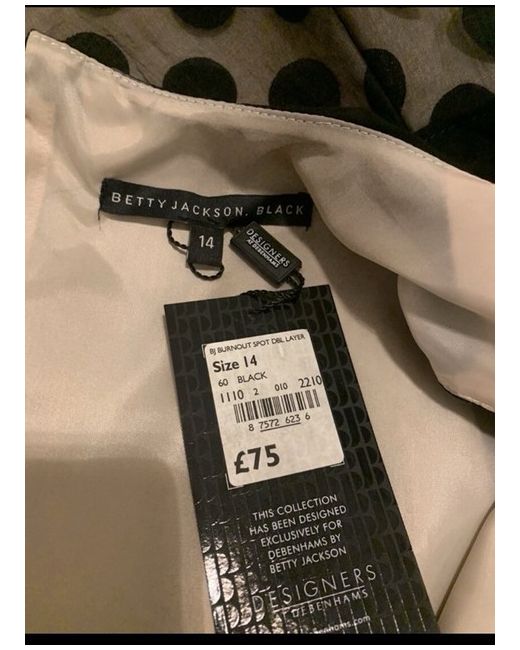 BETTY JACKSON. BLACK
14
DESIGNERS
AT DEBENHAMS
BJ BURNOUT SPOT DBL LAYER
Size 14
60 BLACK
1110 2 010 2210
8 7572 623 6
£75
THIS COLLECTION
HAS BEEN DESIGNED
EXCLUSIVELY FOR
DEBENHAMS BY
BETTY JACKSON
DESIGNERS
AT DEBENHAMS